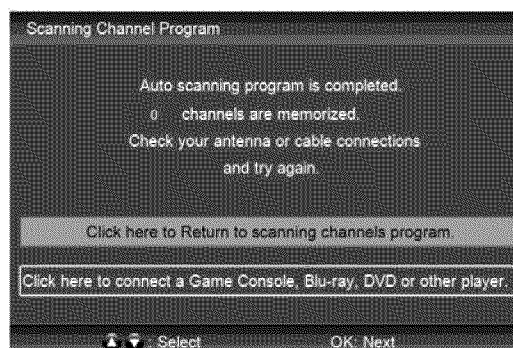 Scanning Channel Program
Auto scanning program is completed.
0 channels are memorized.
Check your antenna or cable connections
and try again.
Click here to Return to scanning channels program.
Click here to connect a Game Console, Blu-ray, DVD or other player.
: Select OK: Next